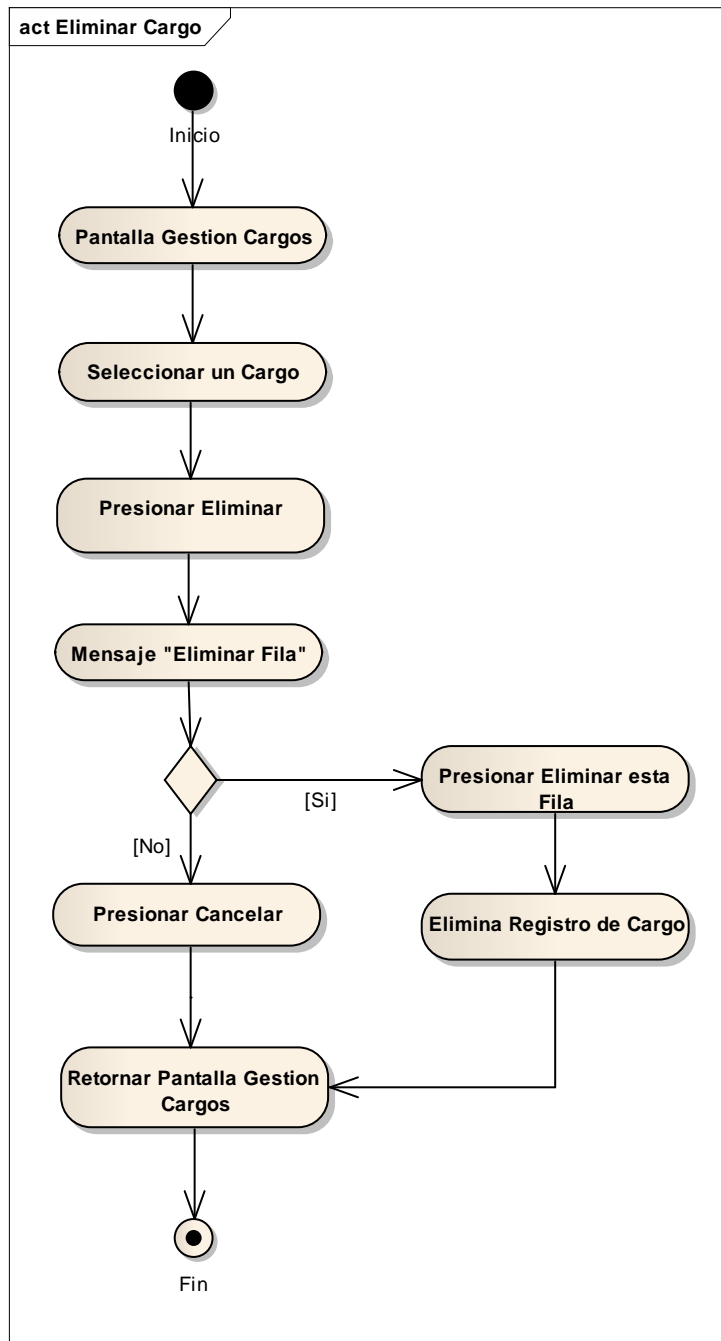 act Eliminar Cargo
Inicio
Pantalla Gestion Cargos
Seleccionar un Cargo
Presionar Eliminar
Mensaje "Eliminar Fila"
[Si]
Presionar Eliminar esta
Fila
[No]
Presionar Cancelar
Elimina Registro de Cargo
Retornar Pantalla Gestion
Cargos
Fin